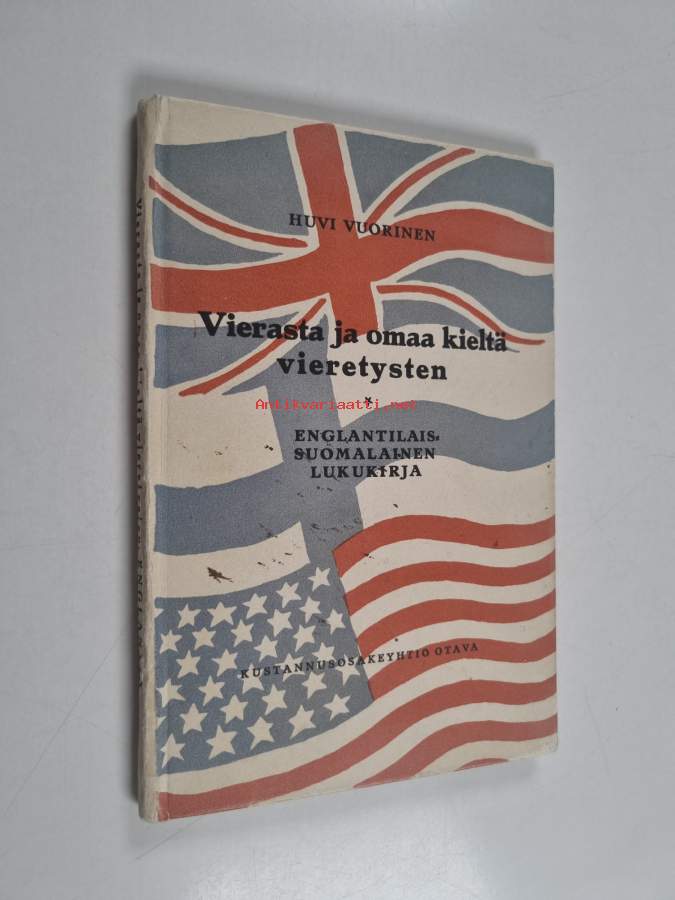 HUVI VUORINEN
Vierasta ja omaa kieltä
vieretysten
*
Antikvariaatti.net
ENGLANTILAIS-
SUOMALAINEN
LUKUKIRJA
KUSTANNUSOSAKEYHTIÖ OTAVA